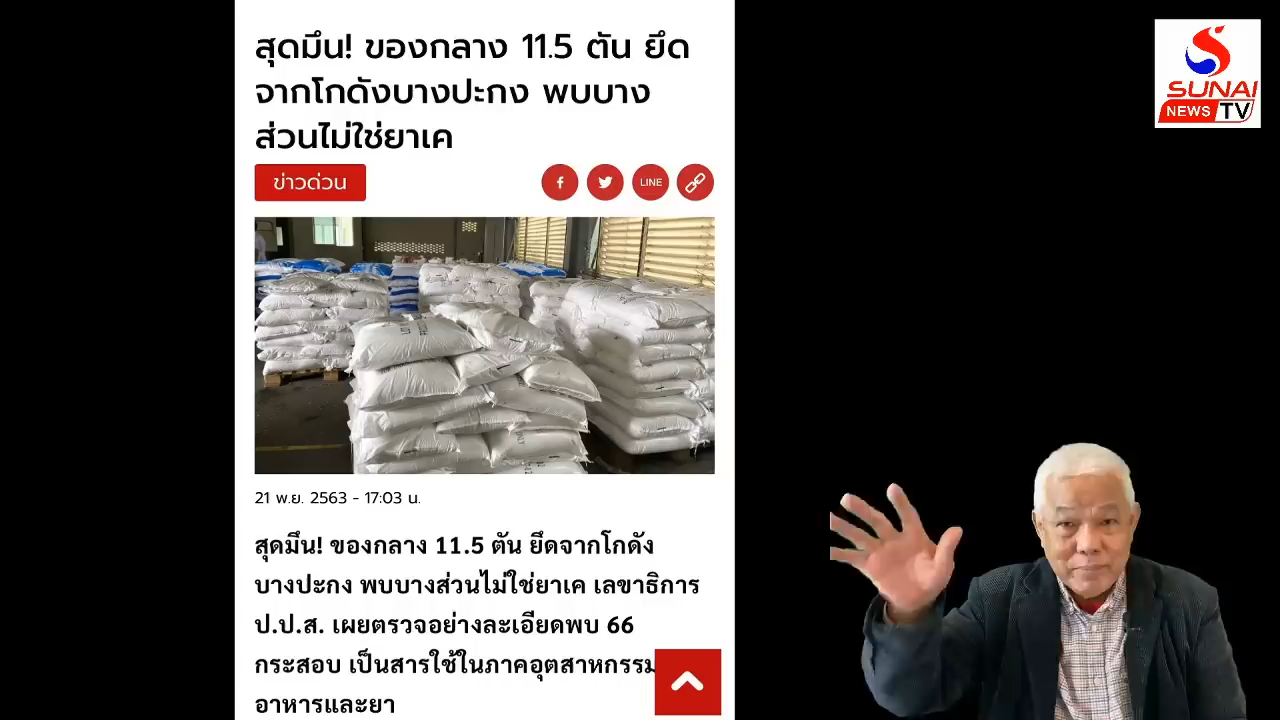 สุดมึน! ของกลาง 11.5 ตัน ยึด
จากโกดังบางปะกง พบบาง
ส่วนไม่ใช่ยาเค
ข่าวด่วน
LINE
21 พ.ย. 2563 - 17:03 น.
สุดมึน! ของกลาง 11.5 ตัน ยึดจากโกดัง
บางปะกง พบบางส่วนไม่ใช่ยาเค เลขาธิการ
ป.ป.ส. เผยตรวจอย่างละเอียดพบ 66
กระสอบ เป็นสารใช้ในภาคอุตสาหกรรม
อาหารและยา
SUNAI
NEWS TV